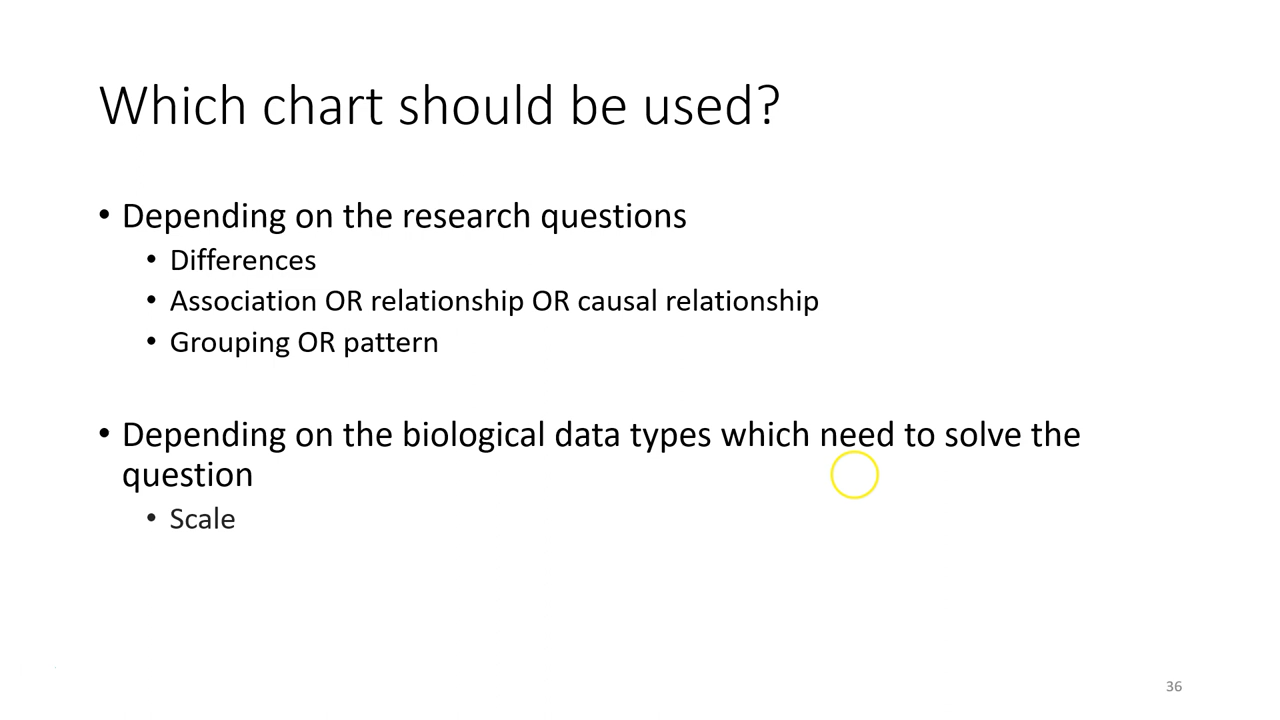 Which chart should be used?
• Depending on the research questions
• Differences
• Association OR relationship OR causal relationship
• Grouping OR pattern
• Depending on the biological data types which need to solve the
question
• Scale
36